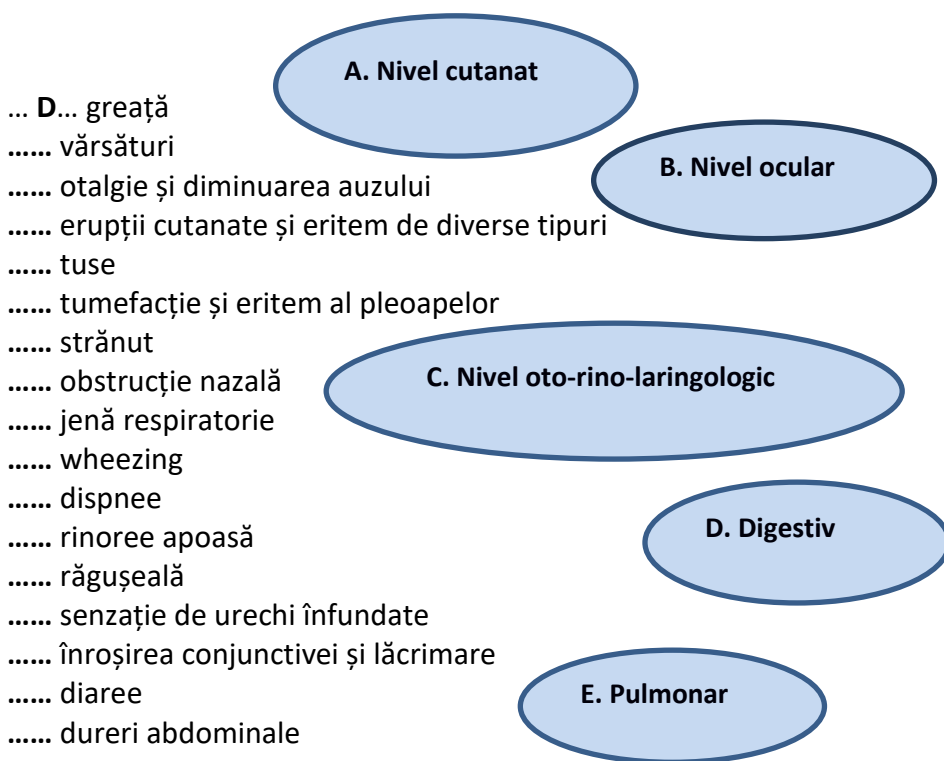 A. Nivel cutanat
... D... greață
...... vărsături
B. Nivel ocular
...... otalgie și diminuarea auzului
...... erupții cutanate și eritem de diverse tipuri
...... tuse
...... tumefacție și eritem al pleoapelor
...... strănut
...... obstrucție nazală
C. Nivel oto-rino-laringologic
...... jenă respiratorie
...... wheezing
...... dispnee
D. Digestiv
...... rinoree apoasă
...... răgușeală
...... senzație de urechi înfundate
...... înroșirea conjunctivei și lăcrimare
...... diaree
E. Pulmonar
...... dureri abdominale